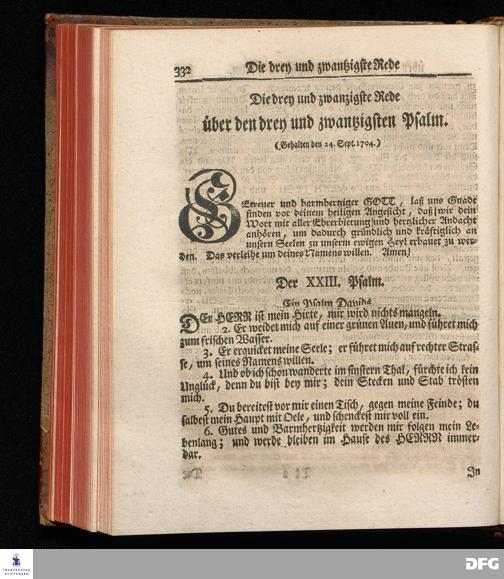 332 Die drey und zwantzigste Rede
Die drey und zwanzigste Rede
über den drey und zwantzigsten Psalm.
(Gehalten den 24. Sept. 1704.)
GEtreuer und barmhertziger GOTT, laß uns Gnade
finden vor deinem heiligen Angesicht, daß wir dein
Wort mit aller Ehrerbietung und hertzlicher Andacht
anhören, um dadurch gründlich und kräfftiglich an
unsern Seelen zu unserm ewigen Heyl erbauet zu wer-
den. Das verleihe um deines Namens willen. Amen!
Der XXIII. Psalm.
Ein Psalm Davids.
DEr HERR ist mein Hirte, mir wird nichts mangeln.
2. Er weidet mich auf einer grünen Auen, und führet mich
zum frischen Wasser.
3. Er erquicket meine Seele; er führet mich auf rechter Stras-
se, um seines Namens willen.
4. Und ob ich schon wanderte im finstern Thal, fürchte ich kein
Unglück, denn du bist bey mir; dein Stecken und Stab trösten
mich.
5. Du bereitest vor mir einen Tisch, gegen meine Feinde; du
salbest mein Haupt mit Oele, und schenckest mir voll ein.
6. Gutes und Barmhertzigkeit werden mir folgen mein Le-
benlang; und werde bleiben im Hause des HERRN immer-
dar.
In
FRANCKESCHE
STIFTUNGEN
DFG